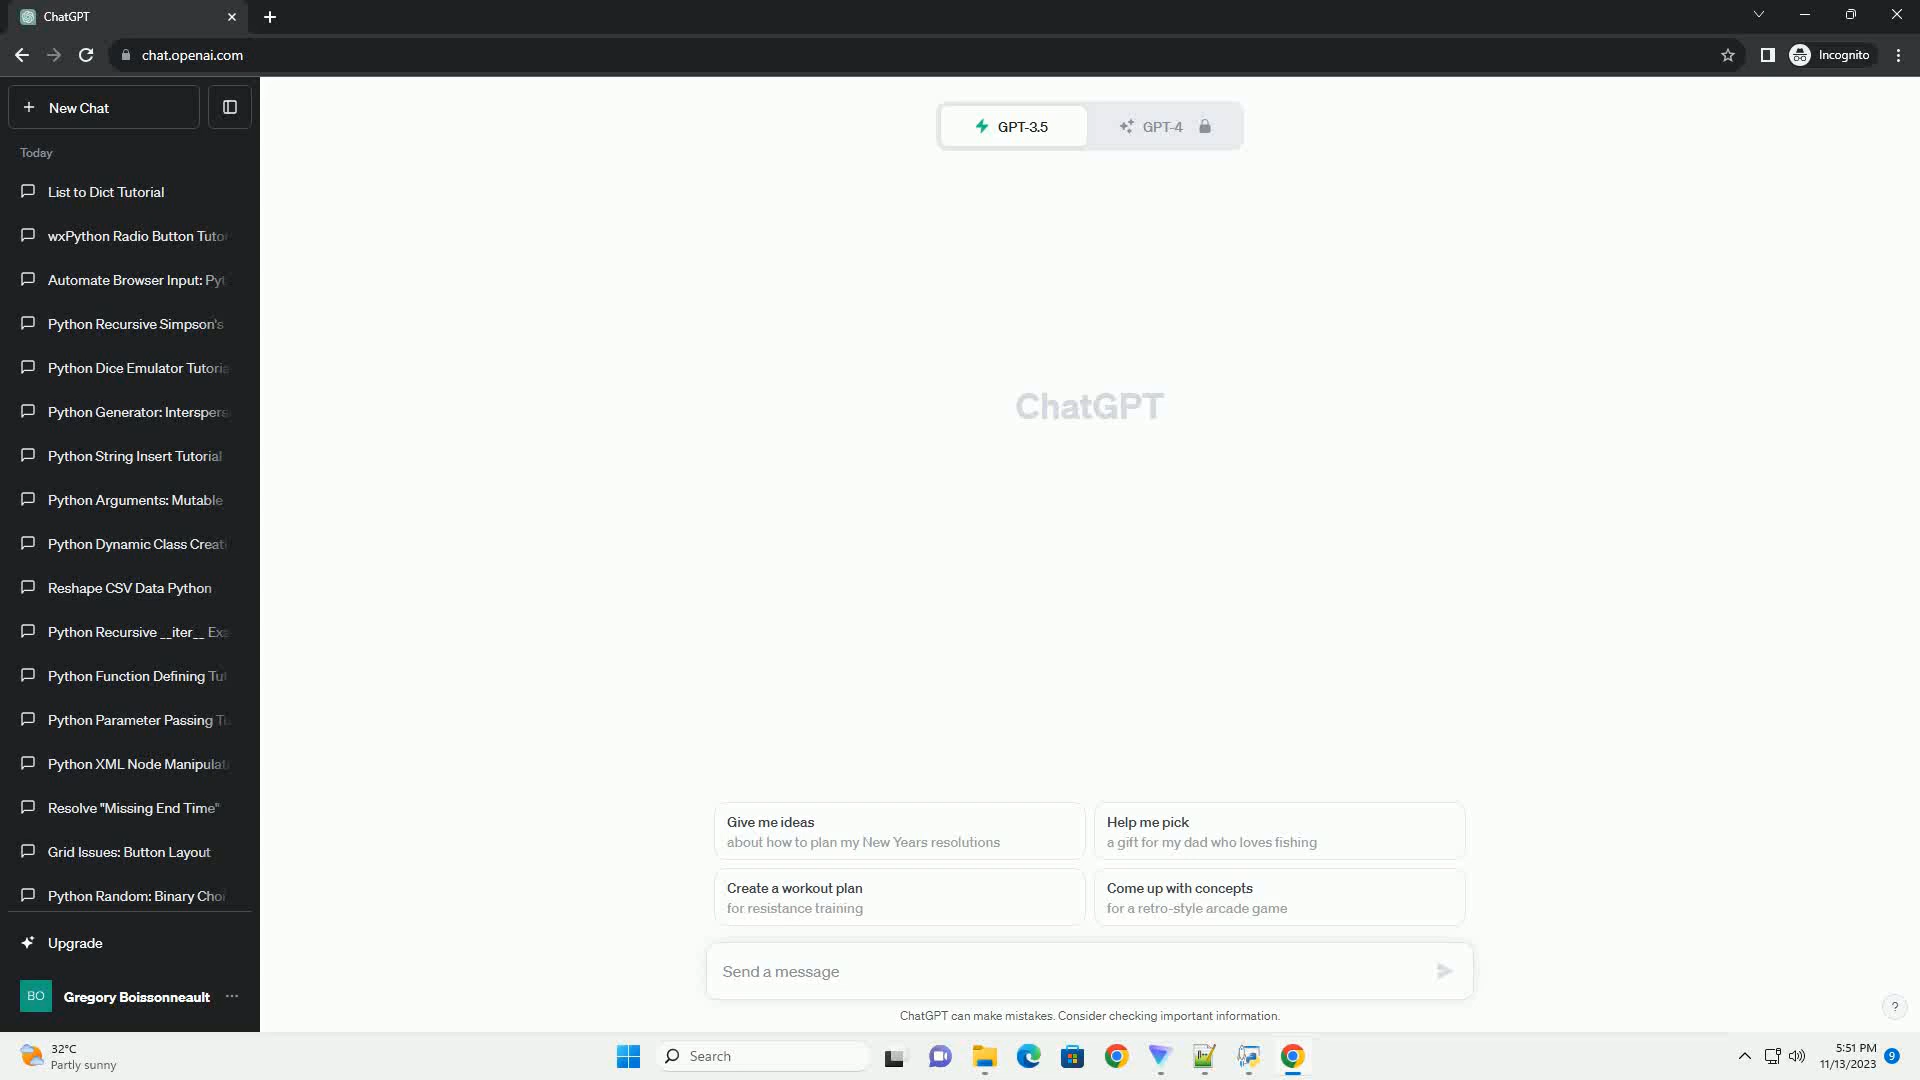 ChatGPT
chat.openai.com
Incognito
New Chat
Today
List to Dict Tutorial
wxPython Radio Button Tuto
Automate Browser Input: Pyt
Python Recursive Simpson's
Python Dice Emulator Tutoria
Python Generator: Interspers
Python String Insert Tutorial
Python Arguments: Mutable
Python Dynamic Class Creati
Reshape CSV Data Python
Python Recursive __iter__ Exa
Python Function Defining Tut
Python Parameter Passing Tu
Python XML Node Manipulati
Resolve "Missing End Time"
Grid Issues: Button Layout
Python Random: Binary Choi
Upgrade
BO Gregory Boissonneault ...
GPT-3.5 GPT-4
ChatGPT
Give me ideas
about how to plan my New Years resolutions
Help me pick
a gift for my dad who loves fishing
Create a workout plan
for resistance training
Come up with concepts
for a retro-style arcade game
Send a message
ChatGPT can make mistakes. Consider checking important information.
?
32°C
Partly sunny
Search
5:51 PM
11/13/2023
9